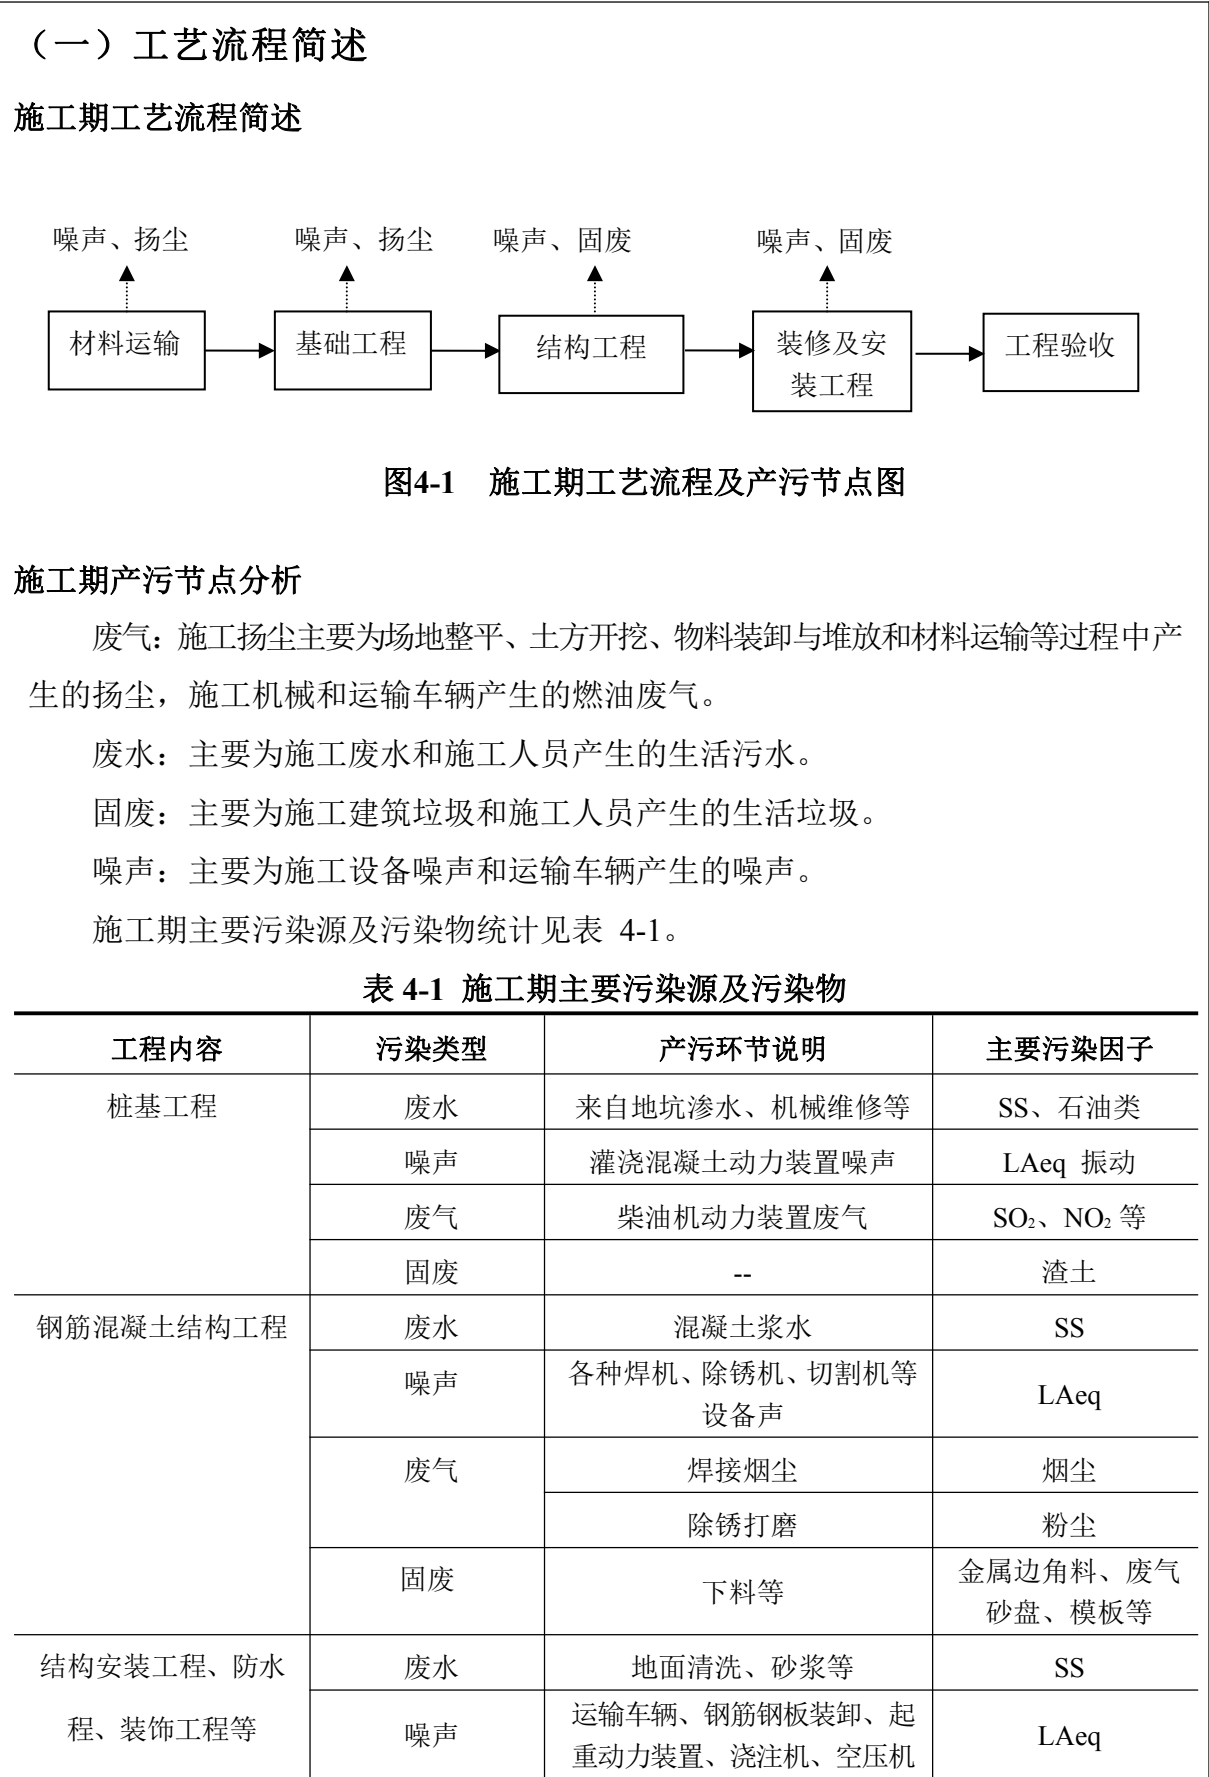 （一）工艺流程简述
施工期工艺流程简述
噪声、扬尘 噪声、扬尘 噪声、固废 噪声、固废
材料运输 基础工程 结构工程 装修及安 工程验收
装工程
图4-1 施工期工艺流程及产污节点图
施工期产污节点分析
废气：施工扬尘主要为场地整平、土方开挖、物料装卸与堆放和材料运输等过程中产
生的扬尘，施工机械和运输车辆产生的燃油废气。
废水：主要为施工废水和施工人员产生的生活污水。
固废：主要为施工建筑垃圾和施工人员产生的生活垃圾。
噪声：主要为施工设备噪声和运输车辆产生的噪声。
施工期主要污染源及污染物统计见表 4-1。
表 4-1 施工期主要污染源及污染物
工程内容 污染类型 产污环节说明 主要污染因子
桩基工程 废水 来自地坑渗水、机械维修等 SS、石油类
噪声 灌浇混凝土动力装置噪声 LAeq 振动
废气 柴油机动力装置废气 SO₂、NO₂ 等
固废 -- 渣土
钢筋混凝土结构工程 废水 混凝土浆水 SS
噪声 各种焊机、除锈机、切割机等
设备声 LAeq
废气 焊接烟尘 烟尘
除锈打磨 粉尘
固废 下料等 金属边角料、废气
砂盘、模板等
结构安装工程、防水 废水 地面清洗、砂浆等 SS
程、装饰工程等 噪声 运输车辆、钢筋钢板装卸、起
重动力装置、浇注机、空压机 LAeq